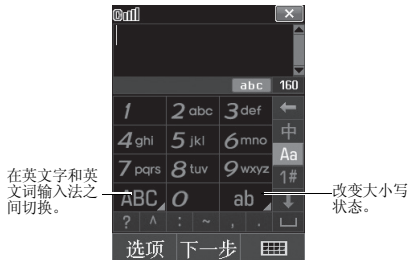 abc 160
1 2 abc 3 def
4 ghi 5 jkl 6 mno 中
7 pqrs 8 tuv 9 wxyz Aa
1#
ABC 0 ab
? ^ : ~ , .
选项 下一步
在英文字和英
文词输入法之
间切换。
改变大小写
状态。